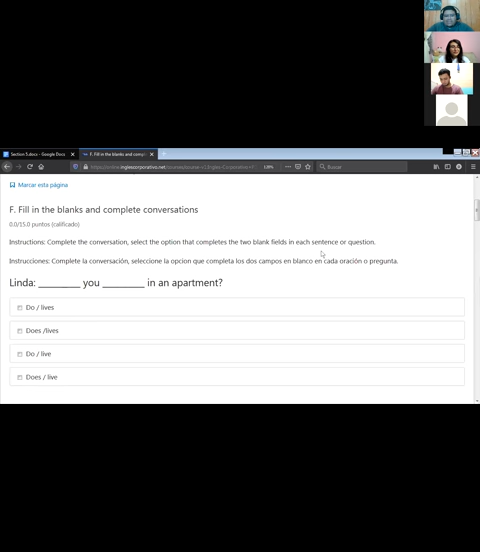 Section 5.docx - Google Docs
F. Fill in the blanks and comp
Buscar
Marcar esta página
F. Fill in the blanks and complete conversations
0.0/15.0 puntos (calificado)
Instructions: Complete the conversation, select the option that completes the two blank fields in each sentence or question.
Instrucciones: Complete la conversación, seleccione la opcion que completa los dos campos en blanco en cada oración o pregunta.
Linda: _________ you _________ in an apartment?
Do / lives
Does /lives
Do / live
Does / live